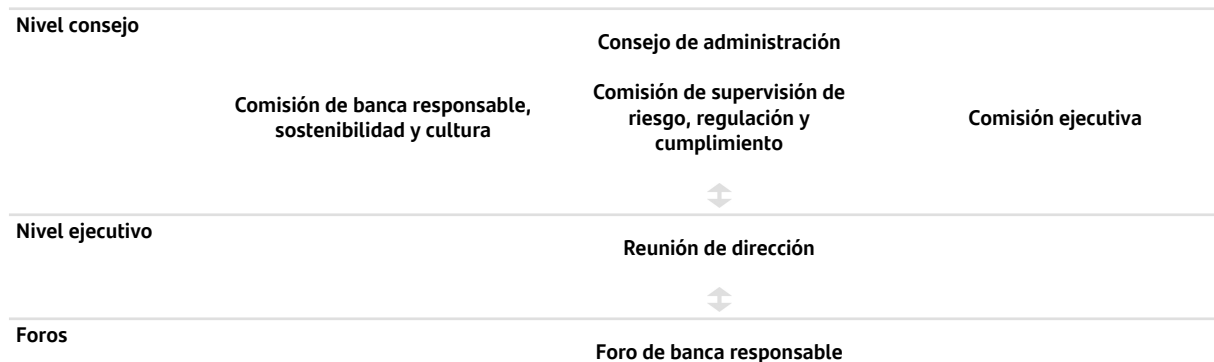 Nivel consejo
Consejo de administración
Comisión de banca responsable,
sostenibilidad y cultura
Comisión de supervisión de
riesgo, regulación y
cumplimiento
Comisión ejecutiva
Nivel ejecutivo
Reunión de dirección
Foros
Foro de banca responsable